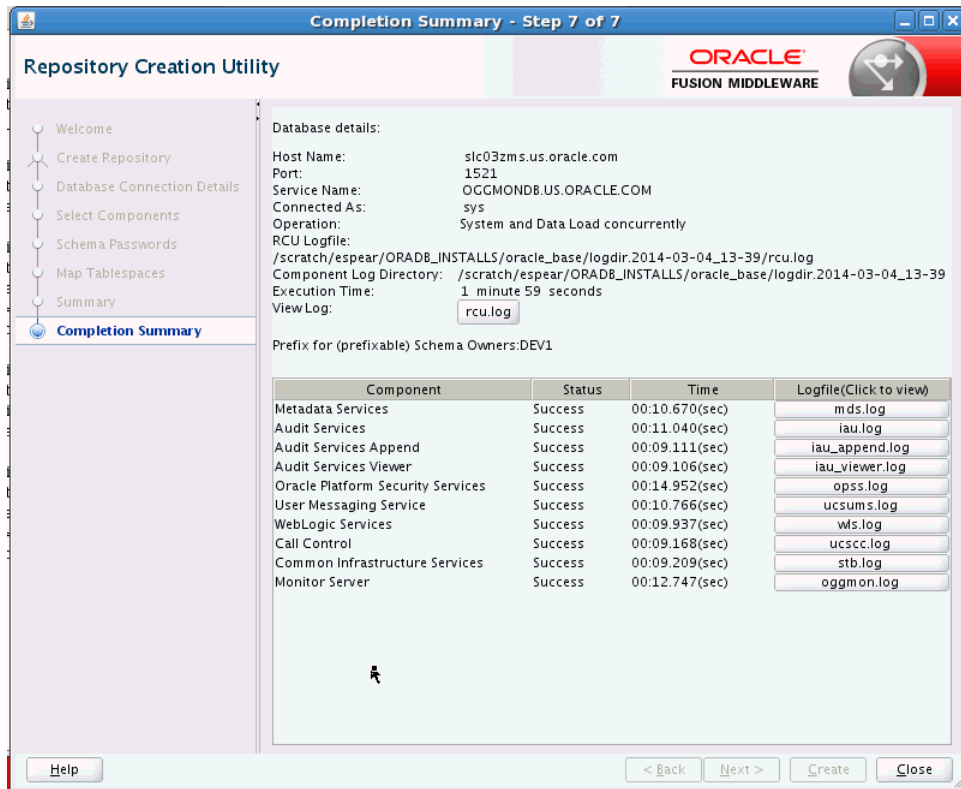 Completion Summary - Step 7 of 7
Repository Creation Utility
ORACLE
FUSION MIDDLEWARE
Welcome
Create Repository
Database Connection Details
Select Components
Schema Passwords
Map Tablespaces
Summary
Completion Summary
Database details:
Host Name: slc03zms.us.oracle.com
Port: 1521
Service Name: OGGMONDB.US.ORACLE.COM
Connected As: sys
Operation: System and Data Load concurrently
RCU Logfile:
/scratch/espear/ORADB_INSTALLS/oracle_base/logdir.2014-03-04_13-39/rcu.log
Component Log Directory: /scratch/espear/ORADB_INSTALLS/oracle_base/logdir.2014-03-04_13-39
Execution Time: 1 minute 59 seconds
View Log: rcu.log
Prefix for (prefixable) Schema Owners:DEV1
Component Status Time Logfile(Click to view)
Metadata Services Success 00:10.670(sec) mds.log
Audit Services Success 00:11.040(sec) iau.log
Audit Services Append Success 00:09.111(sec) iau_append.log
Audit Services Viewer Success 00:09.106(sec) iau_viewer.log
Oracle Platform Security Services Success 00:14.952(sec) opss.log
User Messaging Service Success 00:10.766(sec) ucsums.log
WebLogic Services Success 00:09.937(sec) wls.log
Call Control Success 00:09.168(sec) ucscc.log
Common Infrastructure Services Success 00:09.209(sec) stb.log
Monitor Server Success 00:12.747(sec) oggmon.log
Help < Back Next > Create Close